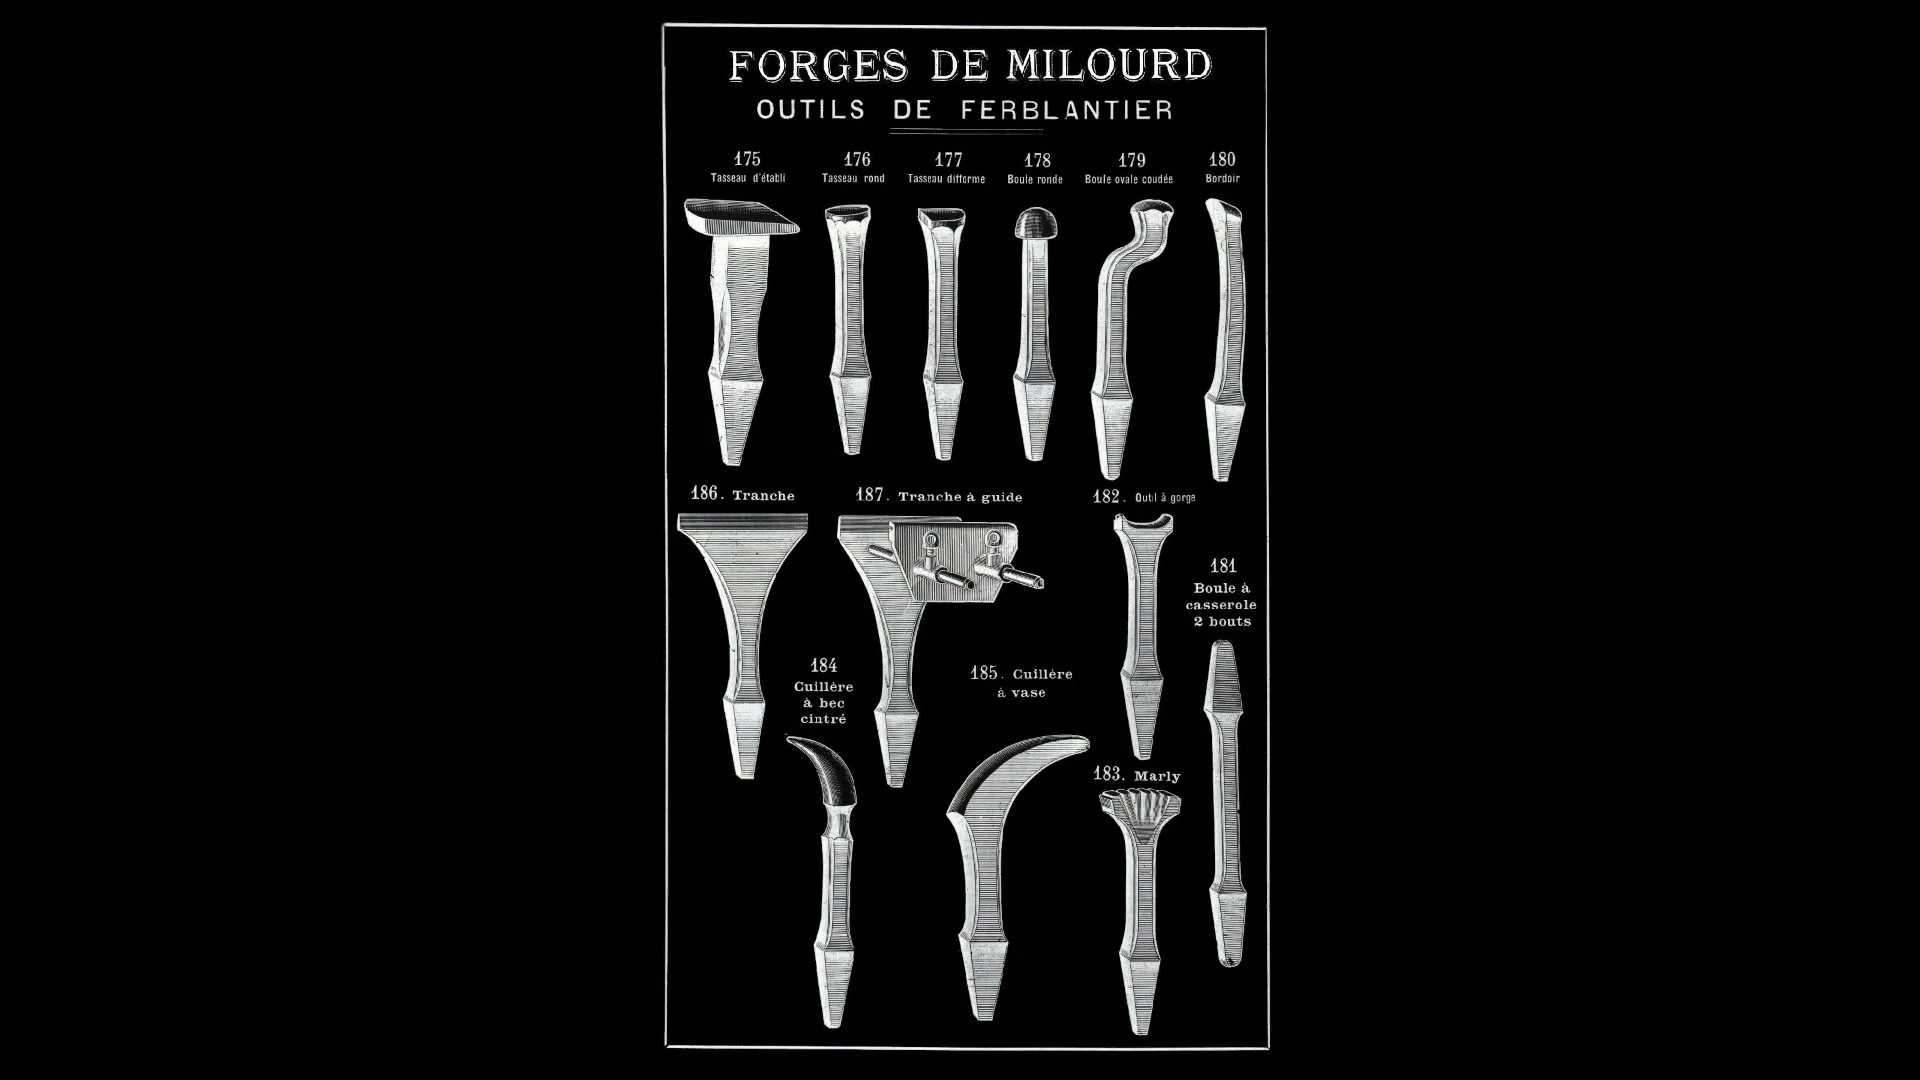 FORGES DE MILOURD
OUTILS DE FERBLANTIER
175
Tasseau d'établi
176
Tasseau rond
177
Tasseau difforme
178
Boule ronde
179
Boule ovale coudée
180
Bordoir
186. Tranche
187. Tranche à guide
182. Outil à gorge
181
Boule à
casserole
2 bouts
184
Cuillère
à bec
cintré
185. Cuillère
à vase
183. Marly